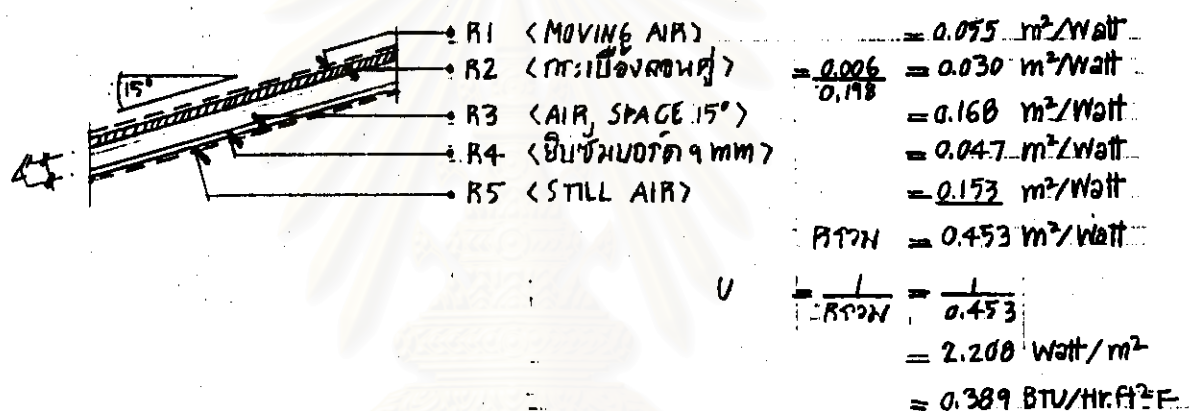 R1 <MOVING AIR> = 0.055 m²/Watt
R2 <กระเบื้องลอนคู่> = 0.006/0.198 = 0.030 m²/Watt
15° R3 <AIR SPACE 15°> = 0.168 m²/Watt
R4 <ยิบซั่มบอร์ด 9 mm> = 0.047 m²/Watt
R5 <STILL AIR> = 0.153 m²/Watt
Rรวม = 0.453 m²/Watt
U = 1/Rรวม = 1/0.453
= 2.208 Watt/m²
= 0.389 BTU/Hr.ft²F